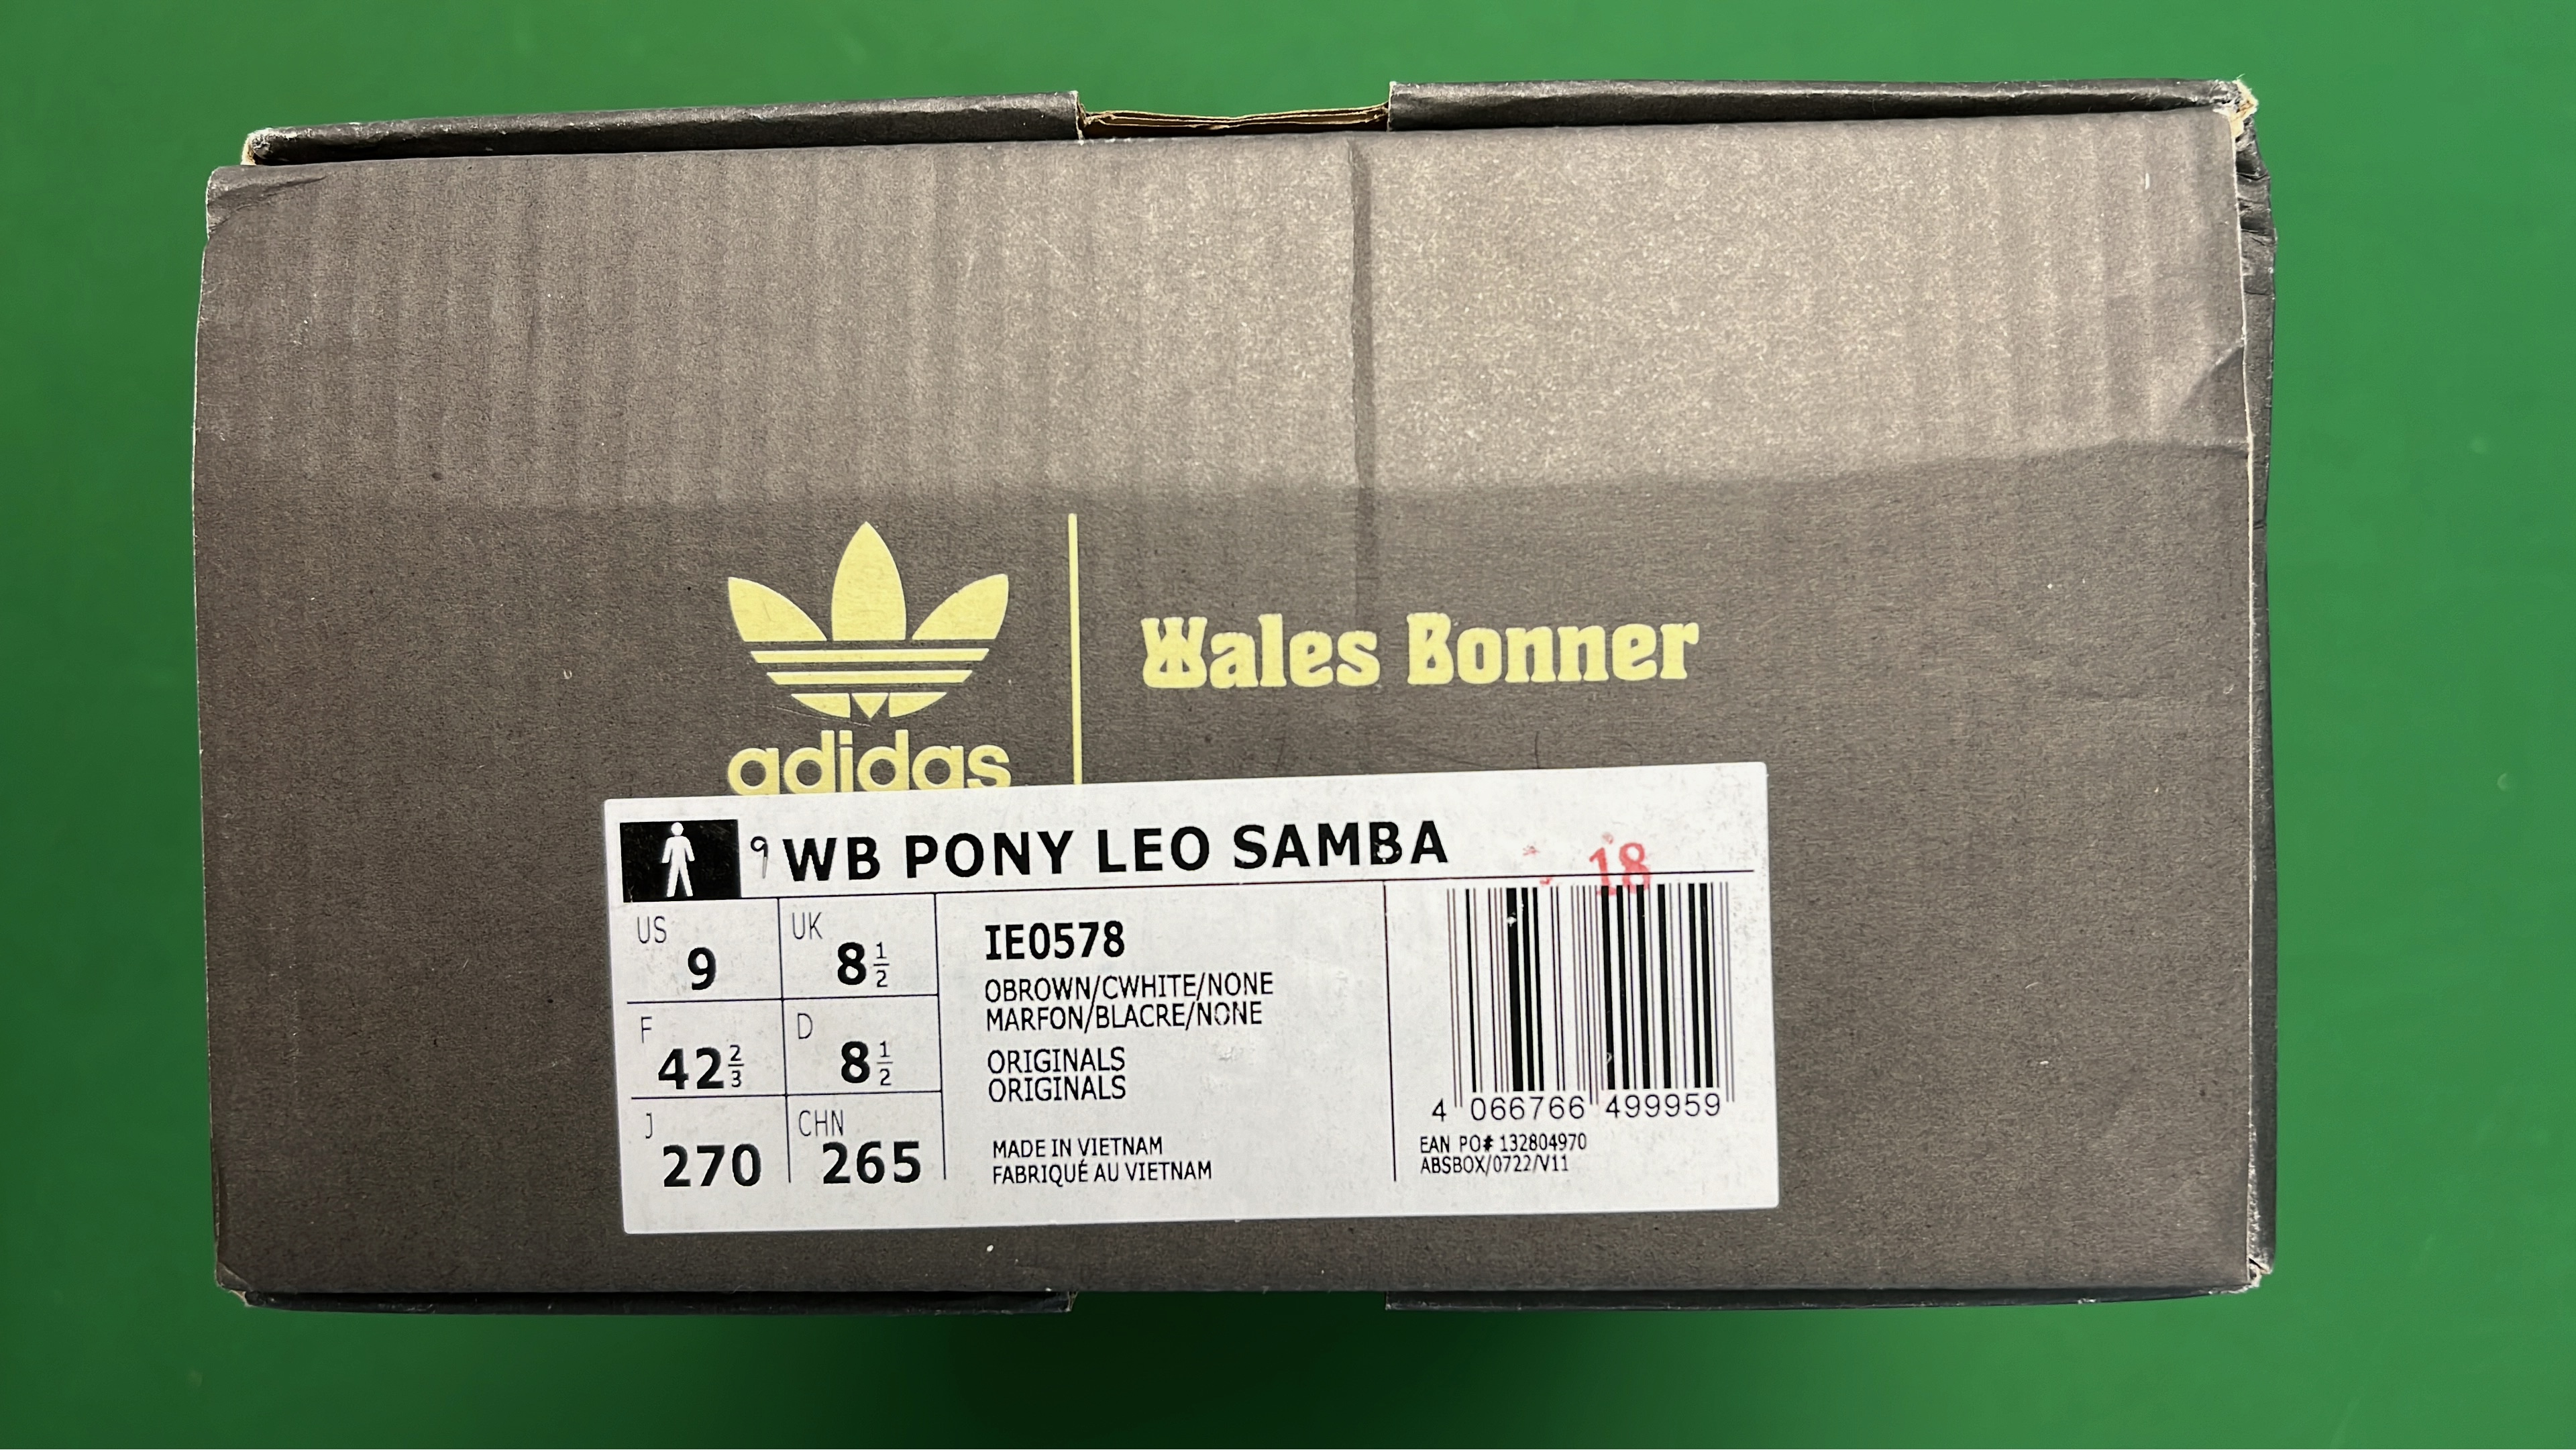 adidas
Wales Bonner
9 WB PONY LEO SAMBA
18
US 9 UK 8 1/2
F 42 2/3 D 8 1/2
J 270 CHN 265
IE0578
OBROWN/CWHITE/NONE
MARFON/BLACRE/NONE
ORIGINALS
ORIGINALS
MADE IN VIETNAM
FABRIQUÉ AU VIETNAM
4 066766 499959
EAN PO# 132804970
ABSBOX/0722/V11